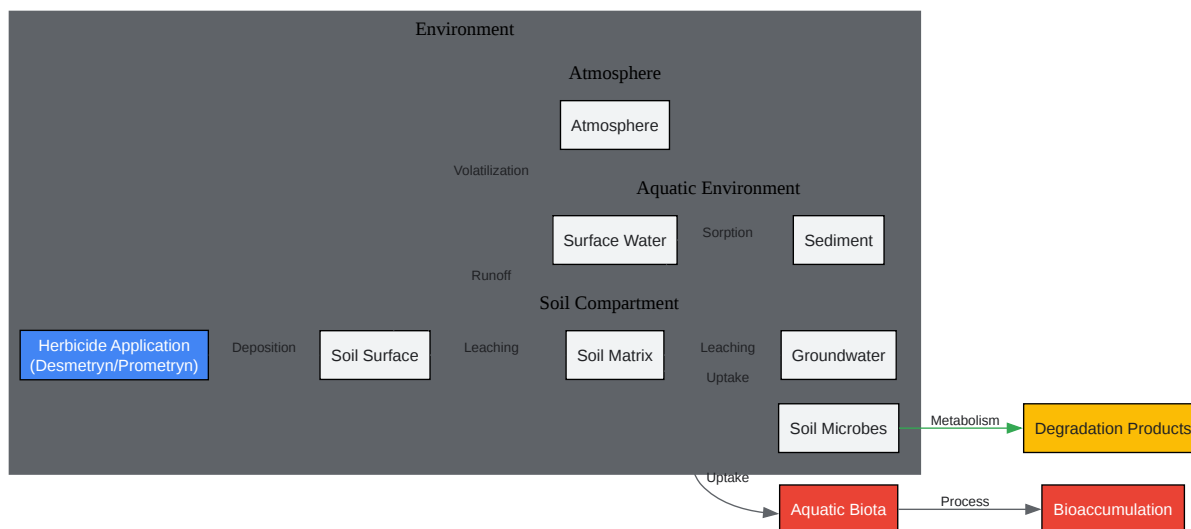 Environment
Atmosphere
Atmosphere
Volatilization
Aquatic Environment
Surface Water
Sorption
Sediment
Runoff
Soil Compartment
Herbicide Application
(Desmetryn/Prometryn)
Deposition
Soil Surface
Leaching
Soil Matrix
Leaching
Groundwater
Uptake
Soil Microbes
Metabolism
Degradation Products
Uptake
Aquatic Biota
Process
Bioaccumulation